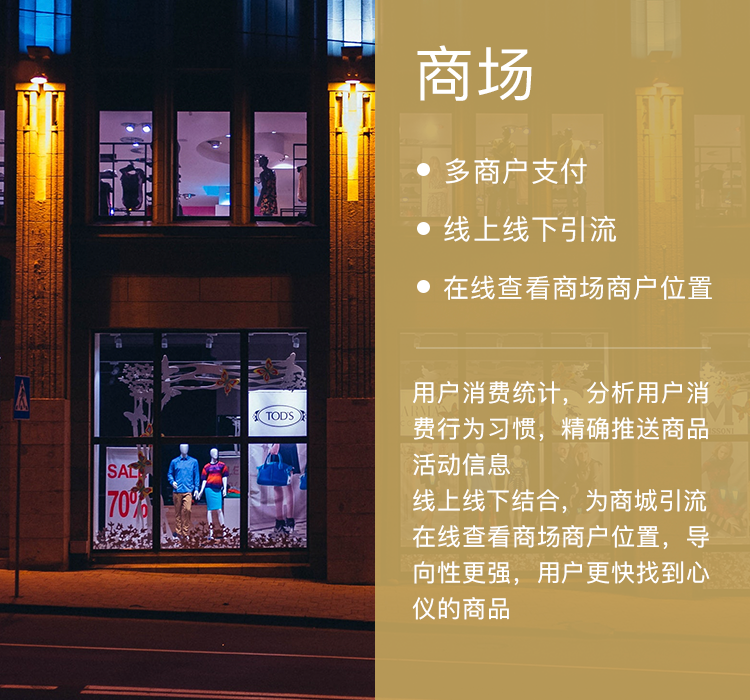 商场
多商户支付
线上线下引流
在线查看商场商户位置
用户消费统计，分析用户消
费行为习惯，精确推送商品
活动信息
线上线下结合，为商城引流
在线查看商场商户位置，导
向性更强，用户更快找到心
仪的商品
TOD'S
SALE
70%